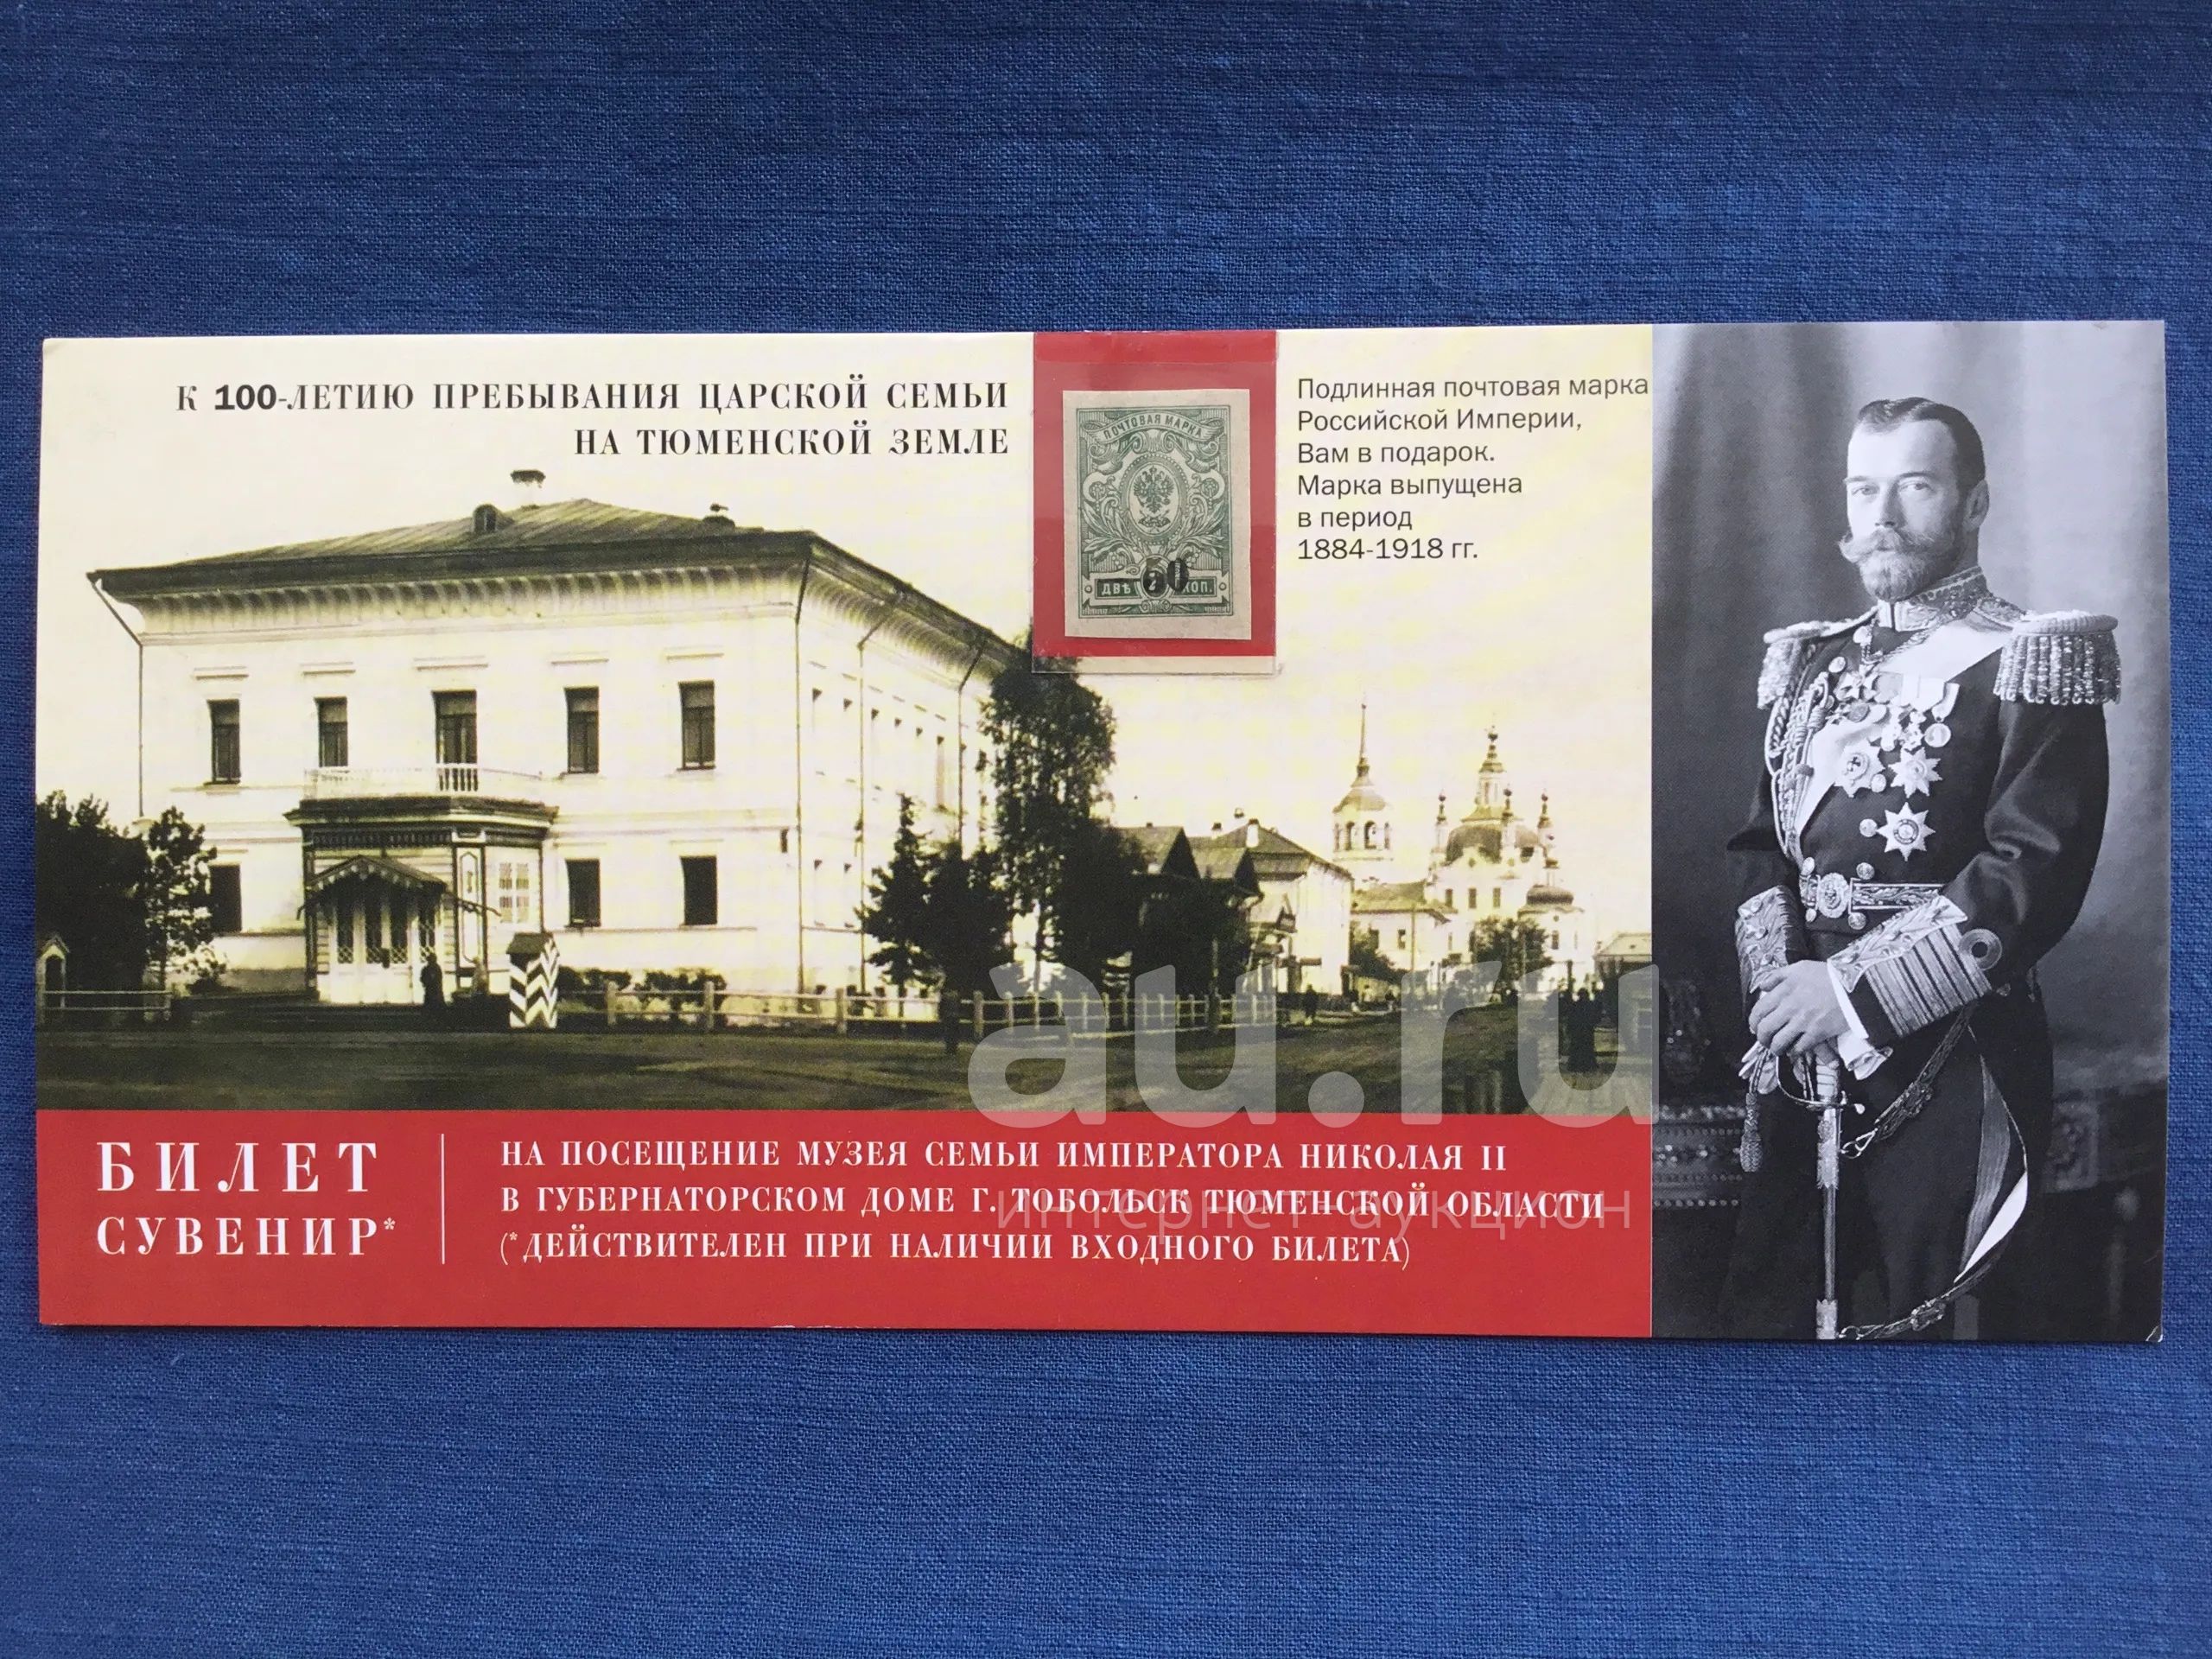 К 100-ЛЕТИЮ ПРЕБЫВАНИЯ ЦАРСКОЙ СЕМЬИ
НА ТЮМЕНСКОЙ ЗЕМЛЕ
ПОЧТОВАЯ МАРКА
ДВѢ 2 КОП.
Подлинная почтовая марка
Российской Империи,
Вам в подарок.
Марка выпущена
в период
1884-1918 гг.
au.ru
интернет-аукцион
БИЛЕТ
СУВЕНИР*
НА ПОСЕЩЕНИЕ МУЗЕЯ СЕМЬИ ИМПЕРАТОРА НИКОЛАЯ II
В ГУБЕРНАТОРСКОМ ДОМЕ Г. ТОБОЛЬСК ТЮМЕНСКОЙ ОБЛАСТИ
(*ДЕЙСТВИТЕЛЕН ПРИ НАЛИЧИИ ВХОДНОГО БИЛЕТА)